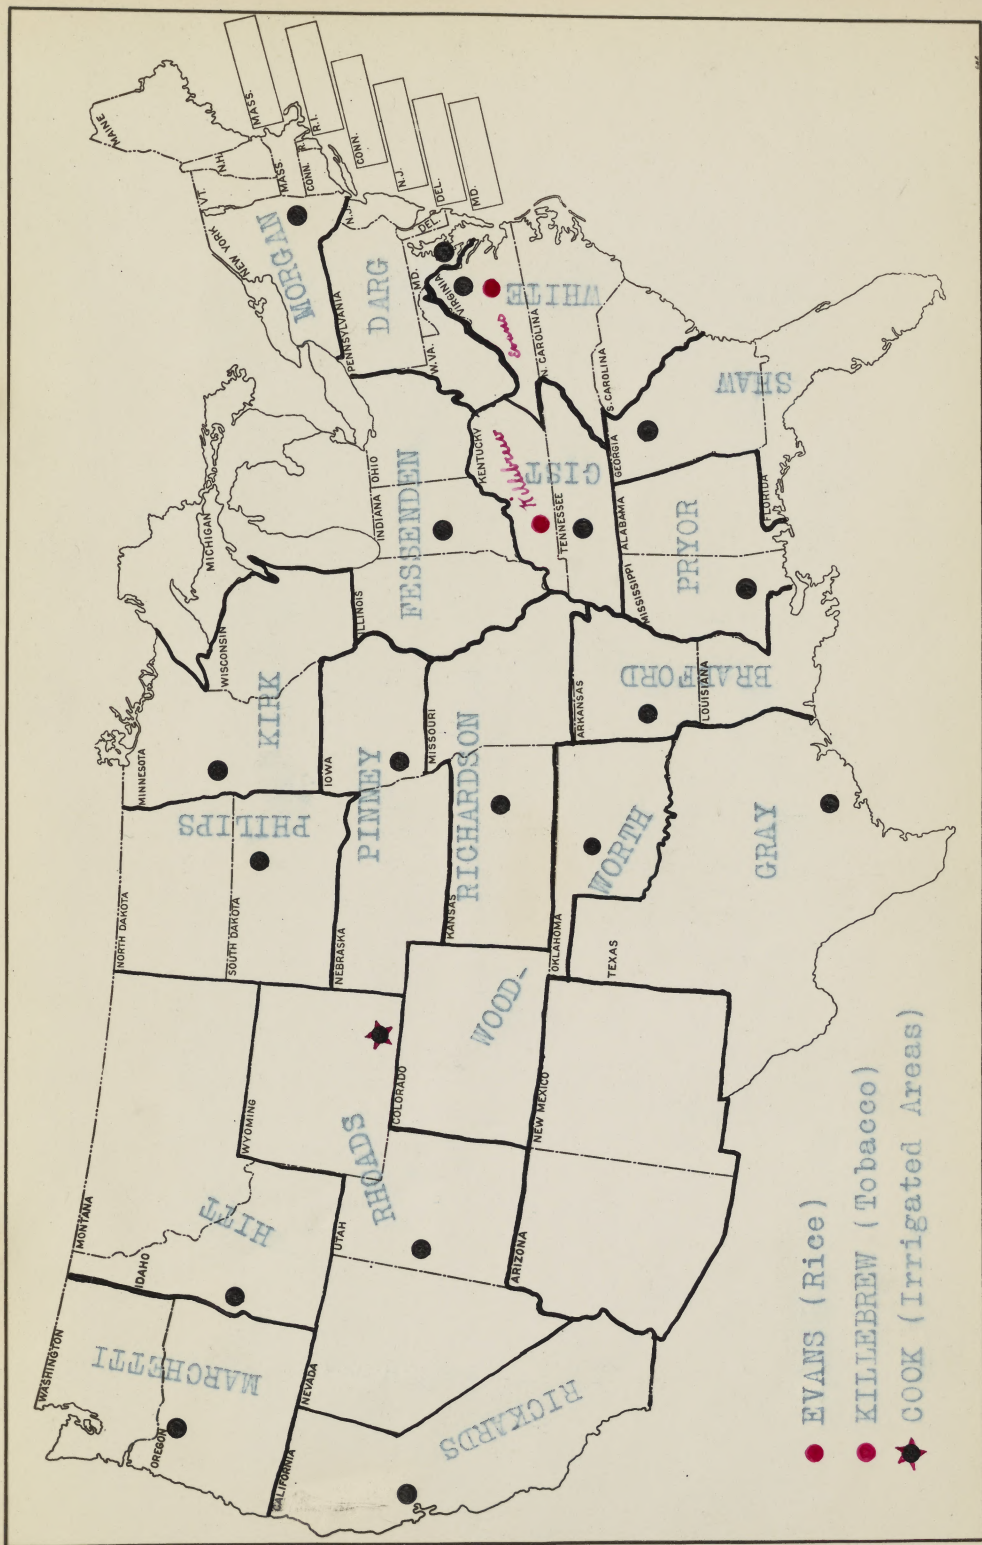 WASHINGTON
OREGON
CALIFORNIA
NEVADA
IDAHO
MONTANA
UTAH
ARIZONA
WYOMING
COLORADO
NEW MEXICO
NORTH DAKOTA
SOUTH DAKOTA
NEBRASKA
KANSAS
OKLAHOMA
TEXAS
MINNESOTA
IOWA
MISSOURI
ARKANSAS
LOUISIANA
WISCONSIN
ILLINOIS
MICHIGAN
INDIANA
OHIO
KENTUCKY
TENNESSEE
MISSISSIPPI
ALABAMA
GEORGIA
FLORIDA
S. CAROLINA
N. CAROLINA
VIRGINIA
W. VA.
MD.
DEL.
PENNSYLVANIA
N.J.
NEW YORK
CONN.
R.I.
MASS.
VT.
N.H.
MAINE
MASS.
R.I.
CONN.
N.J.
DEL.
MD.
MARCHETTI
RICKARDS
HITT
RHOADS
WOOD-
PHILIPS
KIRK
PINNEY
RICHARDSON
WORTH
GRAY
BRADFORD
FESSENDEN
GIST
PRYOR
SHAW
WHITE
DARG
MORGAN
Killebrew
Evans
EVANS (Rice)
KILLEBREW (Tobacco)
COOK (Irrigated Areas)